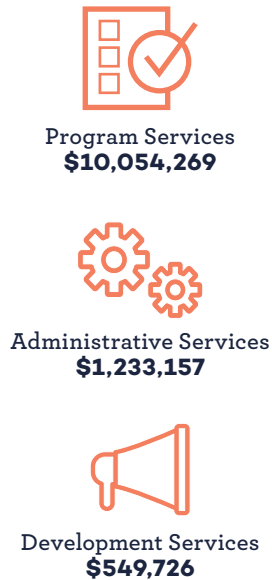 Program Services
$10,054,269
Administrative Services
$1,233,157
Development Services
$549,726